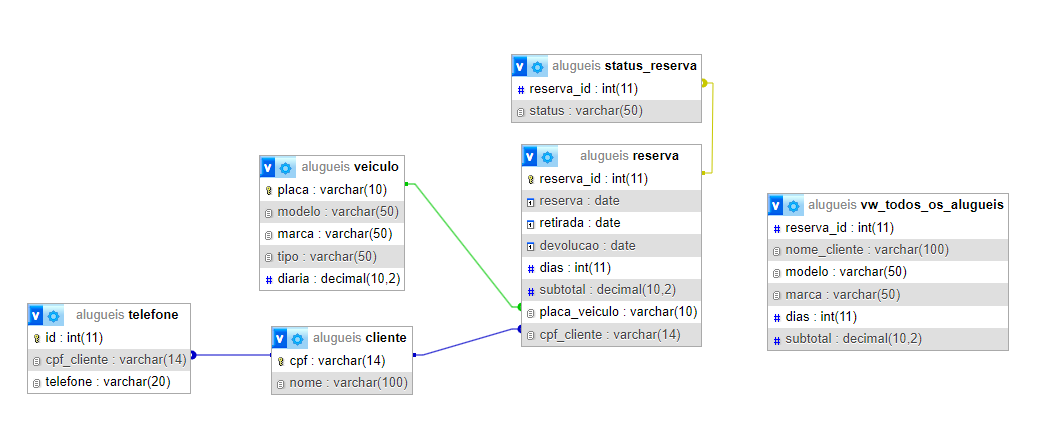 alugueis status_reserva
# reserva_id : int(11)
status : varchar(50)
alugueis reserva
reserva_id : int(11)
reserva : date
retirada : date
devolucao : date
# dias : int(11)
# subtotal : decimal(10,2)
placa_veiculo : varchar(10)
cpf_cliente : varchar(14)
alugueis veiculo
placa : varchar(10)
modelo : varchar(50)
marca : varchar(50)
tipo : varchar(50)
# diaria : decimal(10,2)
alugueis vw_todos_os_alugueis
# reserva_id : int(11)
nome_cliente : varchar(100)
modelo : varchar(50)
marca : varchar(50)
# dias : int(11)
# subtotal : decimal(10,2)
alugueis telefone
id : int(11)
cpf_cliente : varchar(14)
telefone : varchar(20)
alugueis cliente
cpf : varchar(14)
nome : varchar(100)